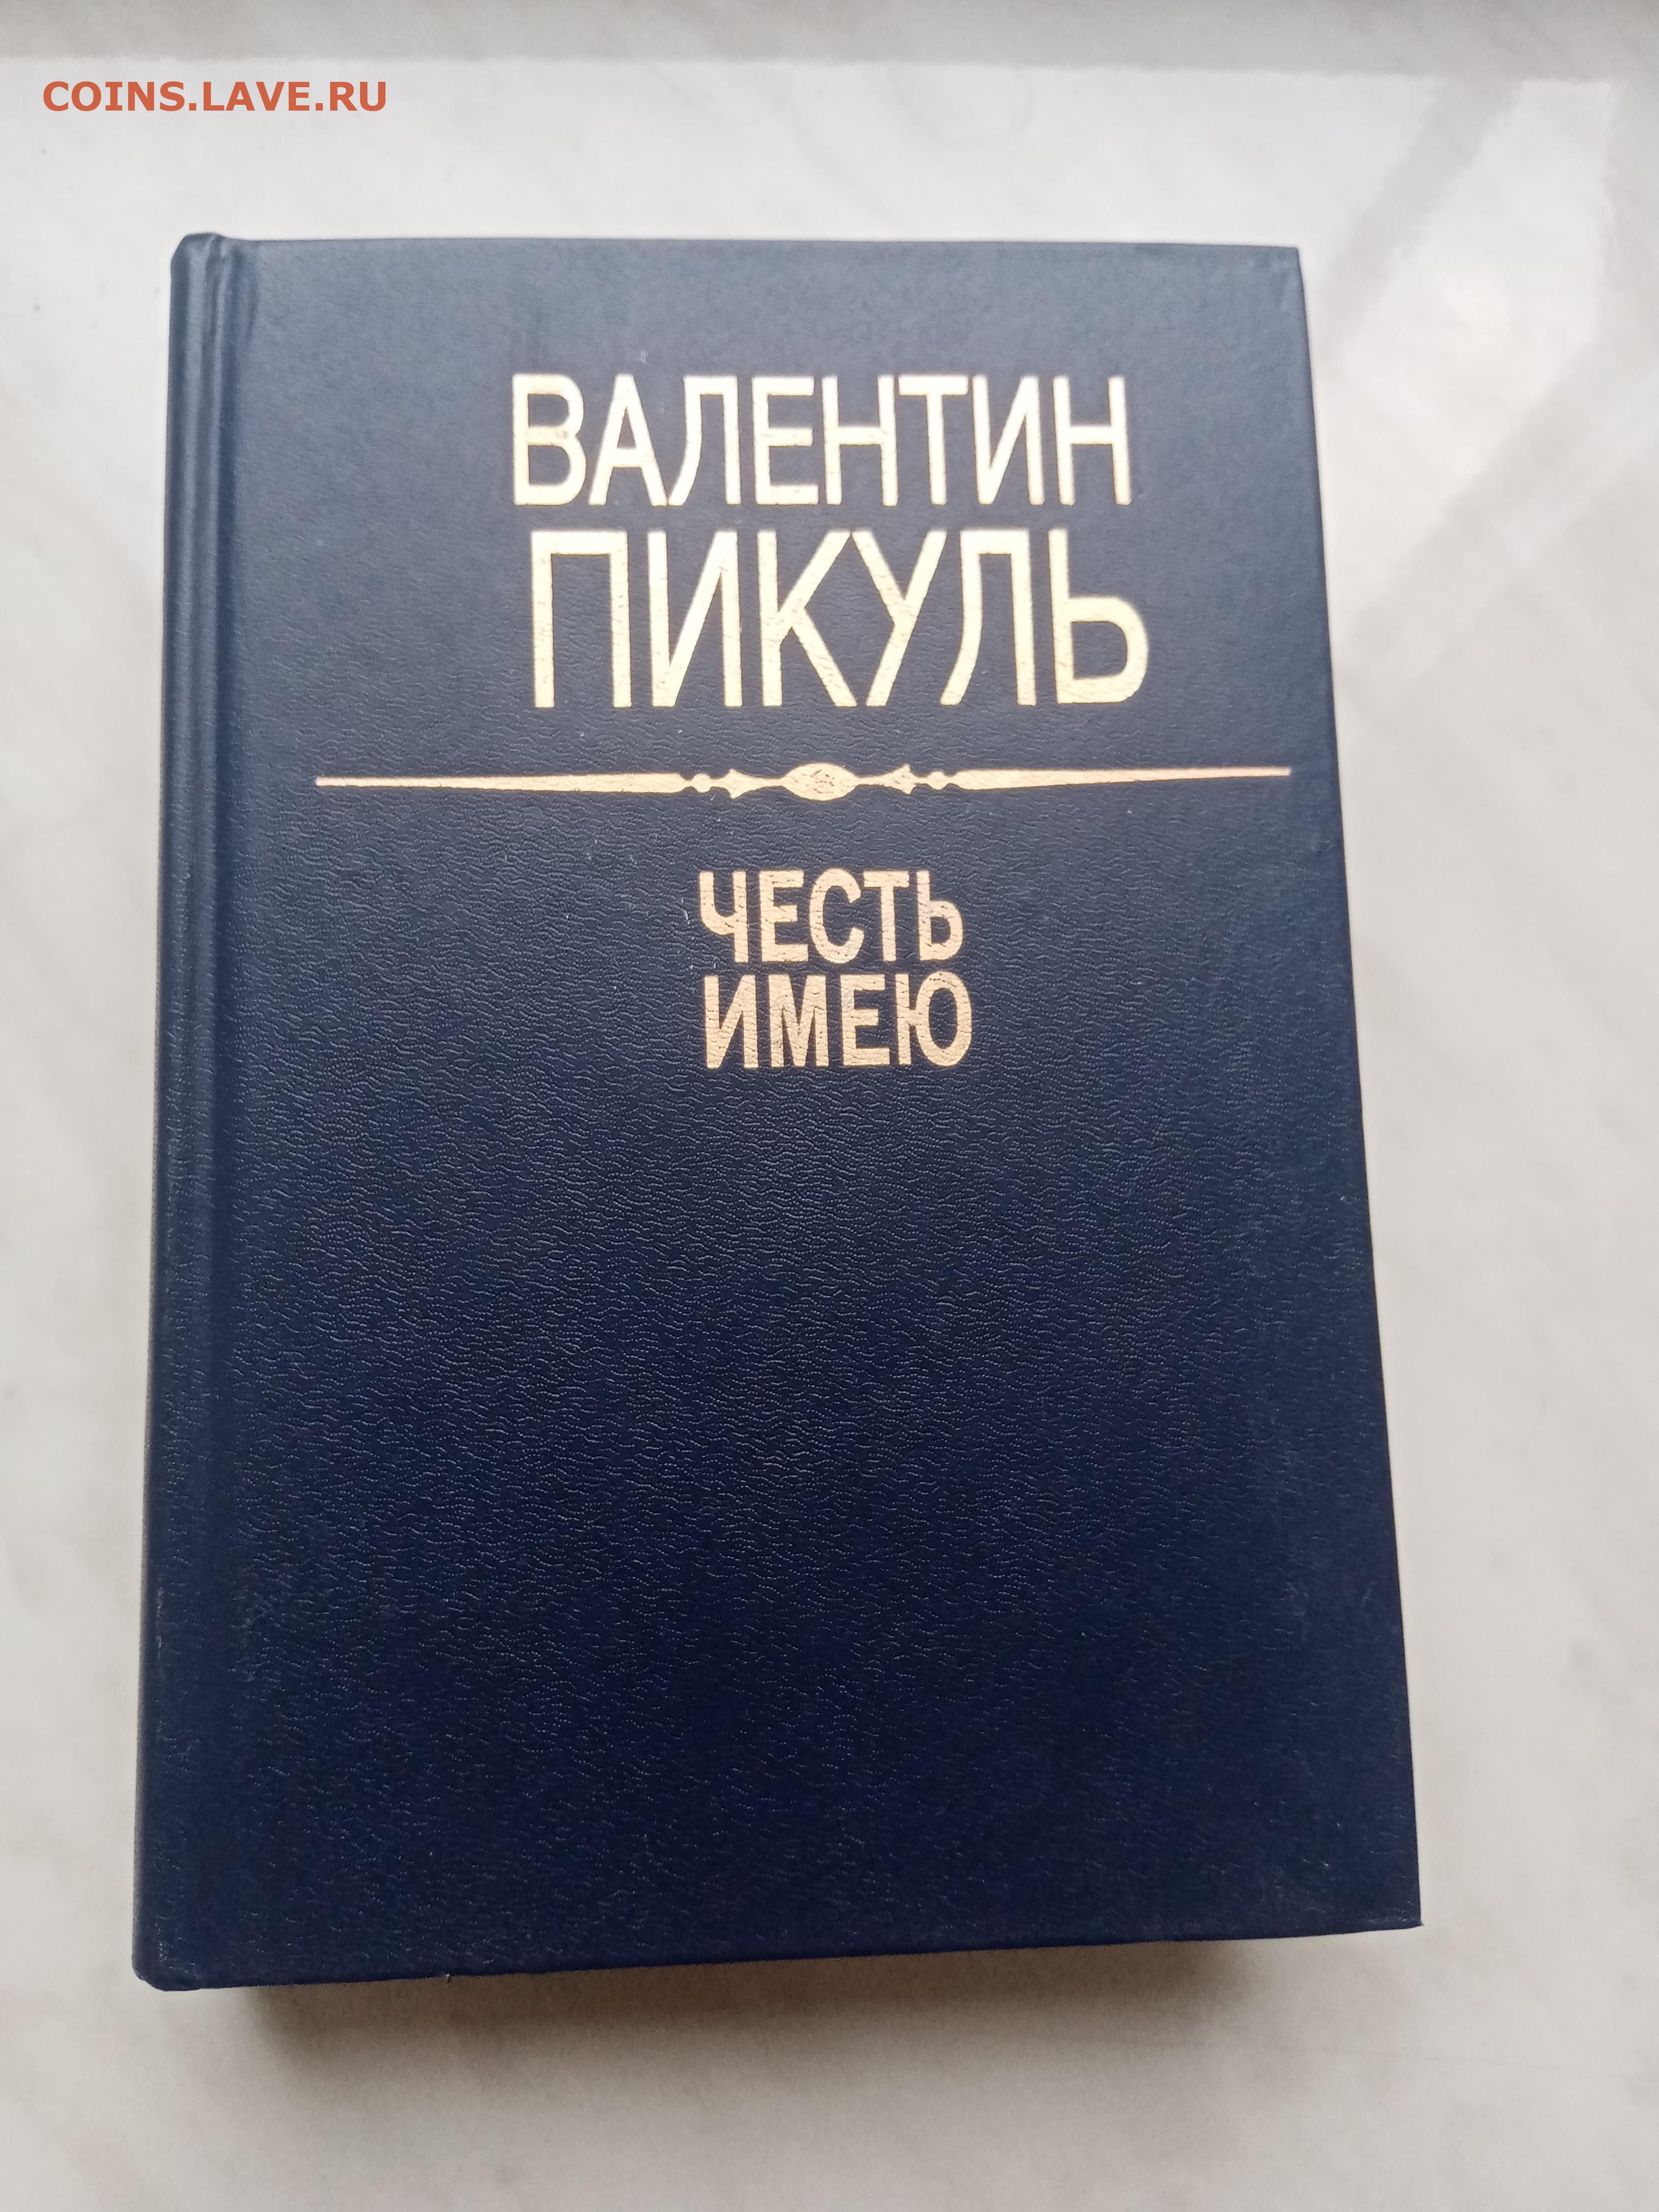 COINS.LAVE.RU
ВАЛЕНТИН
ПИКУЛЬ
ЧЕСТЬ
ИМЕЮ